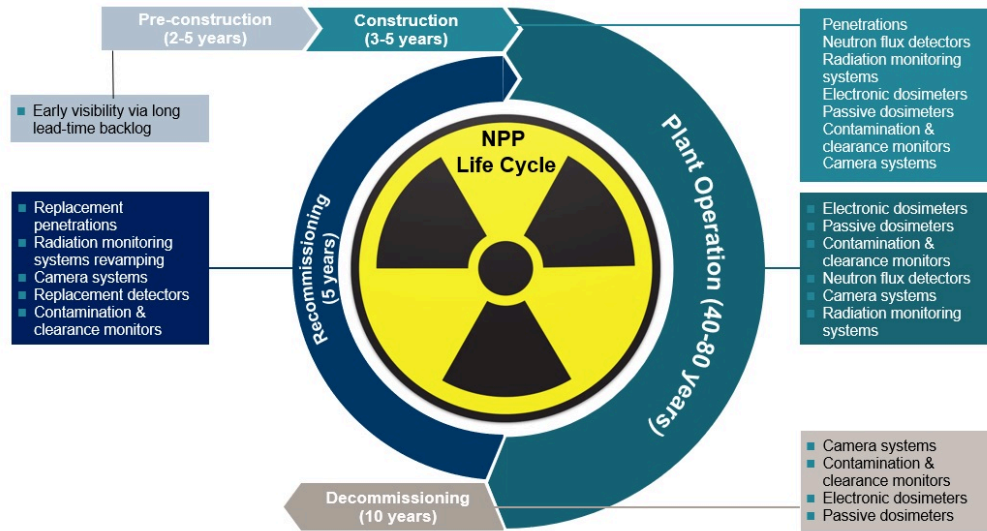 Pre-construction
(2-5 years)
Construction
(3-5 years)
Early visibility via long
lead-time backlog
Penetrations
Neutron flux detectors
Radiation monitoring
systems
Electronic dosimeters
Passive dosimeters
Contamination &
clearance monitors
Camera systems
NPP
Life Cycle
Plant Operation (40-80 years)
Recommissioning
(5 years)
Replacement
penetrations
Radiation monitoring
systems revamping
Camera systems
Replacement detectors
Contamination &
clearance monitors
Electronic dosimeters
Passive dosimeters
Contamination &
clearance monitors
Neutron flux detectors
Camera systems
Radiation monitoring
systems
Decommissioning
(10 years)
Camera systems
Contamination &
clearance monitors
Electronic dosimeters
Passive dosimeters